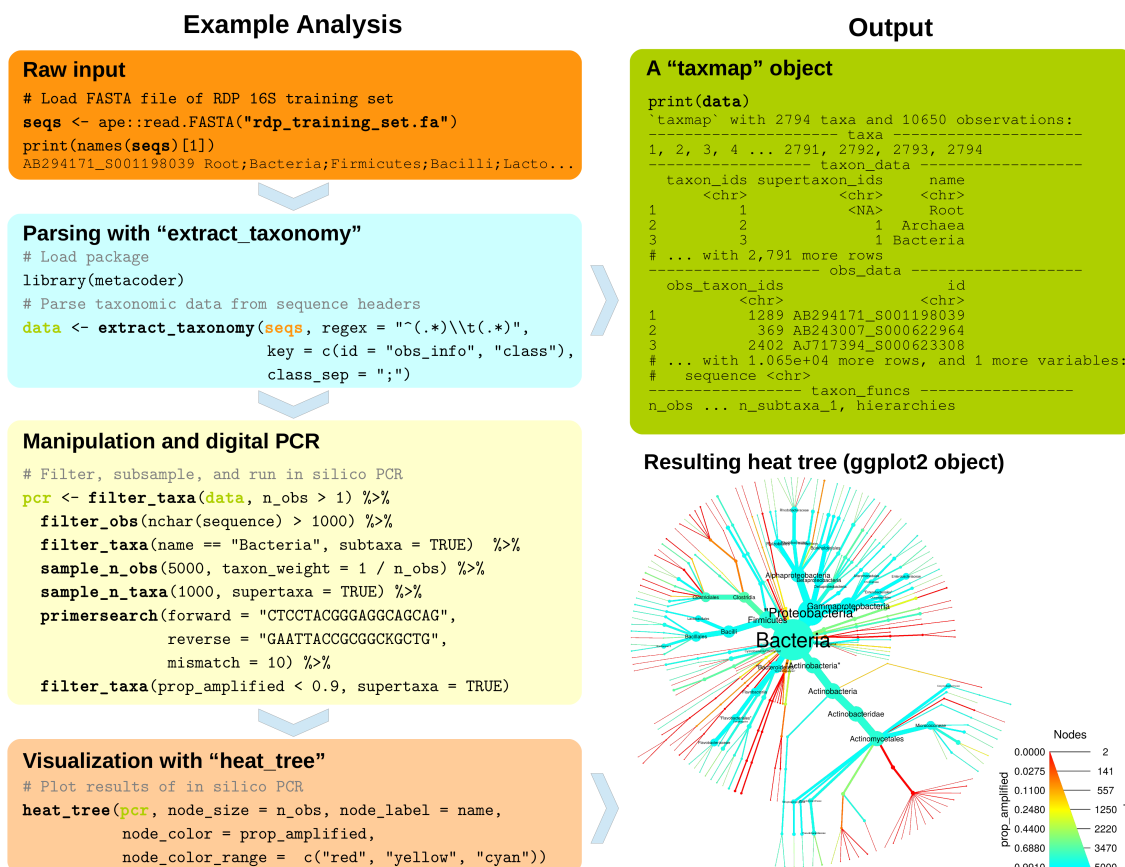 Example Analysis
Raw input
# Load FASTA file of RDP 16S training set
seqs <- ape::read.FASTA("rdp_training_set.fa")
print(names(seqs)[1])
AB294171_S001198039 Root;Bacteria;Firmicutes;Bacilli;Lacto...
Parsing with “extract_taxonomy”
# Load package
library(metacoder)
# Parse taxonomic data from sequence headers
data <- extract_taxonomy(seqs, regex = "^(.*)\\t(.*)",
key = c(id = "obs_info", "class"),
class_sep = ";")
Manipulation and digital PCR
# Filter, subsample, and run in silico PCR
pcr <- filter_taxa(data, n_obs > 1) %>%
filter_obs(nchar(sequence) > 1000) %>%
filter_taxa(name == "Bacteria", subtaxa = TRUE)  %>%
sample_n_obs(5000, taxon_weight = 1 / n_obs) %>%
sample_n_taxa(1000, supertaxa = TRUE) %>%
primersearch(forward = "CTCCTACGGGAGGCAGCAG",
reverse = "GAATTACCGCGGCKGCTG",
mismatch = 10) %>%
filter_taxa(prop_amplified < 0.9, supertaxa = TRUE)
Visualization with “heat_tree”
# Plot results of in silico PCR
heat_tree(pcr, node_size = n_obs, node_label = name,
node_color = prop_amplified,
node_color_range =  c("red", "yellow", "cyan"))
Output
A “taxmap” object
print(data)
`taxmap` with 2794 taxa and 10650 observations:
--------------------- taxa ---------------------
1, 2, 3, 4 ... 2791, 2792, 2793, 2794
------------------ taxon_data ------------------
taxon_ids supertaxon_ids     name
<chr>          <chr>    <chr>
1         1           <NA>     Root
2         2              1  Archaea
3         3              1 Bacteria
# ... with 2,791 more rows
------------------- obs_data -------------------
obs_taxon_ids                  id
<chr>               <chr>
1          1289 AB294171_S001198039
2           369 AB243007_S000622964
3          2402 AJ717394_S000623308
# ... with 1.065e+04 more rows, and 1 more variables:
#   sequence <chr>
----------------- taxon_funcs -----------------
n_obs ... n_subtaxa_1, hierarchies
Resulting heat tree (ggplot2 object)
Alphaproteobacteria
Gammaproteobacteria
"Proteobacteria"
Clostridiales
Clostridia
Firmicutes
Bacilli
Bacillales
Bacteria
"Actinobacteria"
Actinobacteria
Actinobacteridae
Actinomycetales
Nodes
prop_amplified
0.0000 2
0.0275 141
0.1100 557
0.2480 1250
0.4400 2220
0.6880 3470